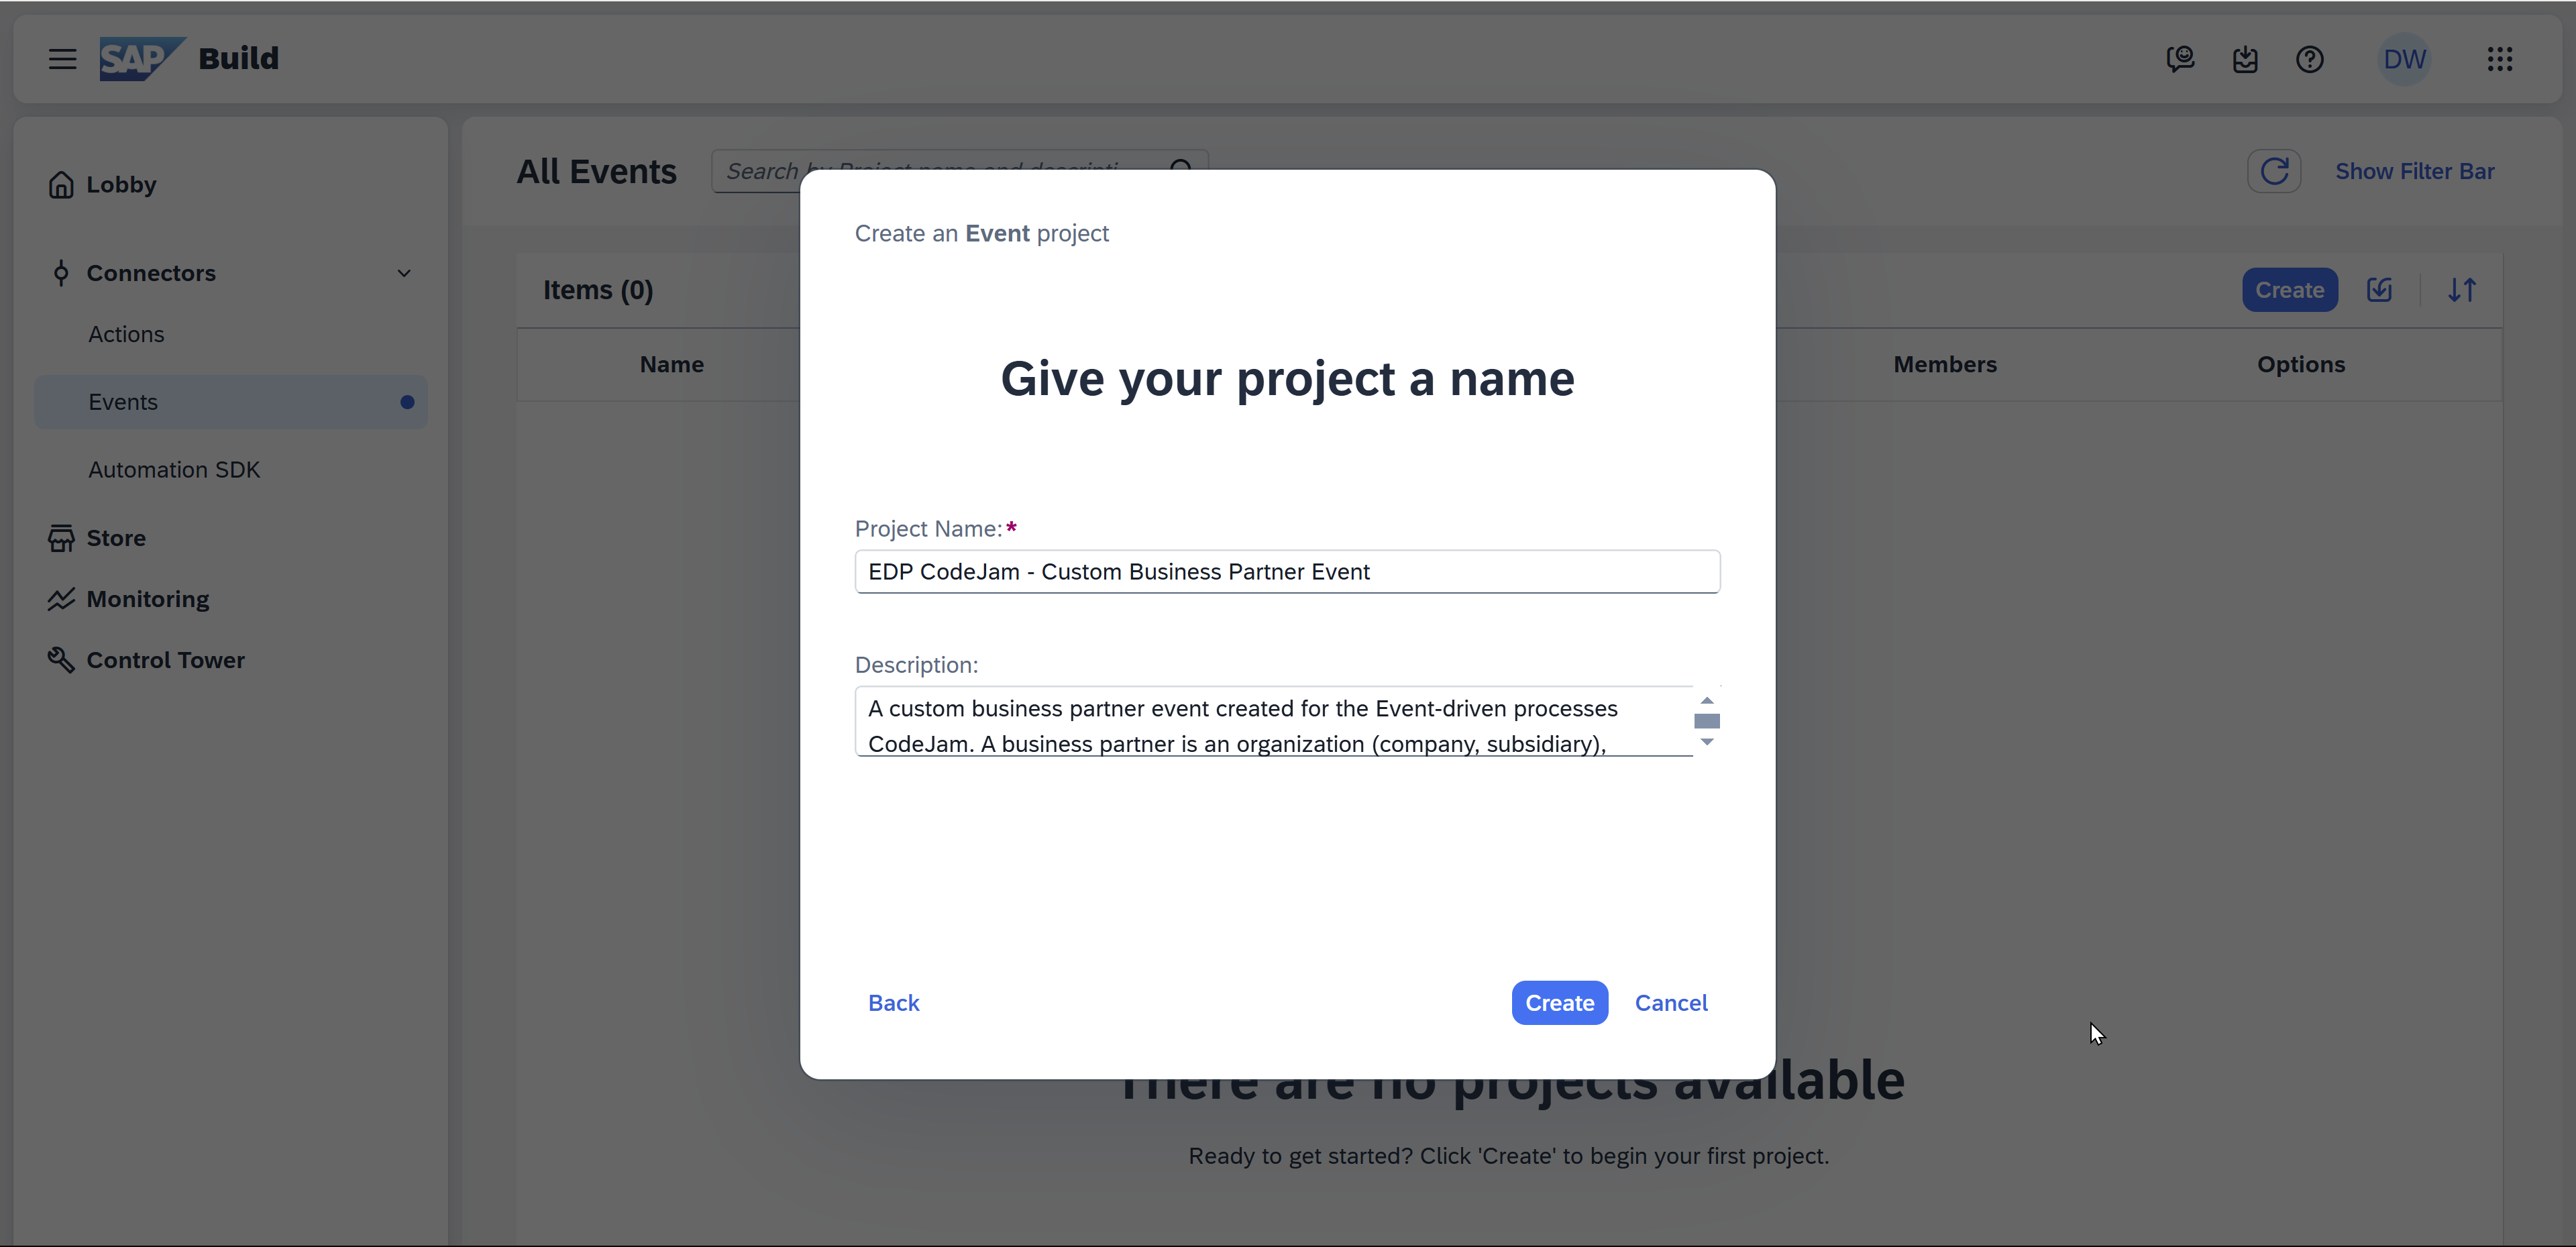 SAP Build
DW
Lobby
Connectors
Actions
Events
Automation SDK
Store
Monitoring
Control Tower
All Events
Search by Project name and descripti
Show Filter Bar
Items (0)
Create
Name
Members
Options
Create an Event project
Give your project a name
Project Name:*
EDP CodeJam - Custom Business Partner Event
Description:
A custom business partner event created for the Event-driven processes
CodeJam. A business partner is an organization (company, subsidiary),
Back
Create
Cancel
There are no projects available
Ready to get started? Click 'Create' to begin your first project.